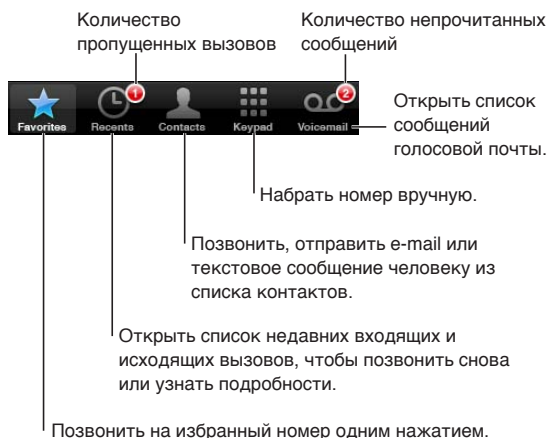 Количество
пропущенных вызовов
Количество непрочитанных
сообщений
1
2
Favorites
Recents
Contacts
Keypad
Voicemail
Открыть список
сообщений
голосовой почты.
Набрать номер вручную.
Позвонить, отправить e-mail или
текстовое сообщение человеку из
списка контактов.
Открыть список недавних входящих и
исходящих вызовов, чтобы позвонить снова
или узнать подробности.
Позвонить на избранный номер одним нажатием.